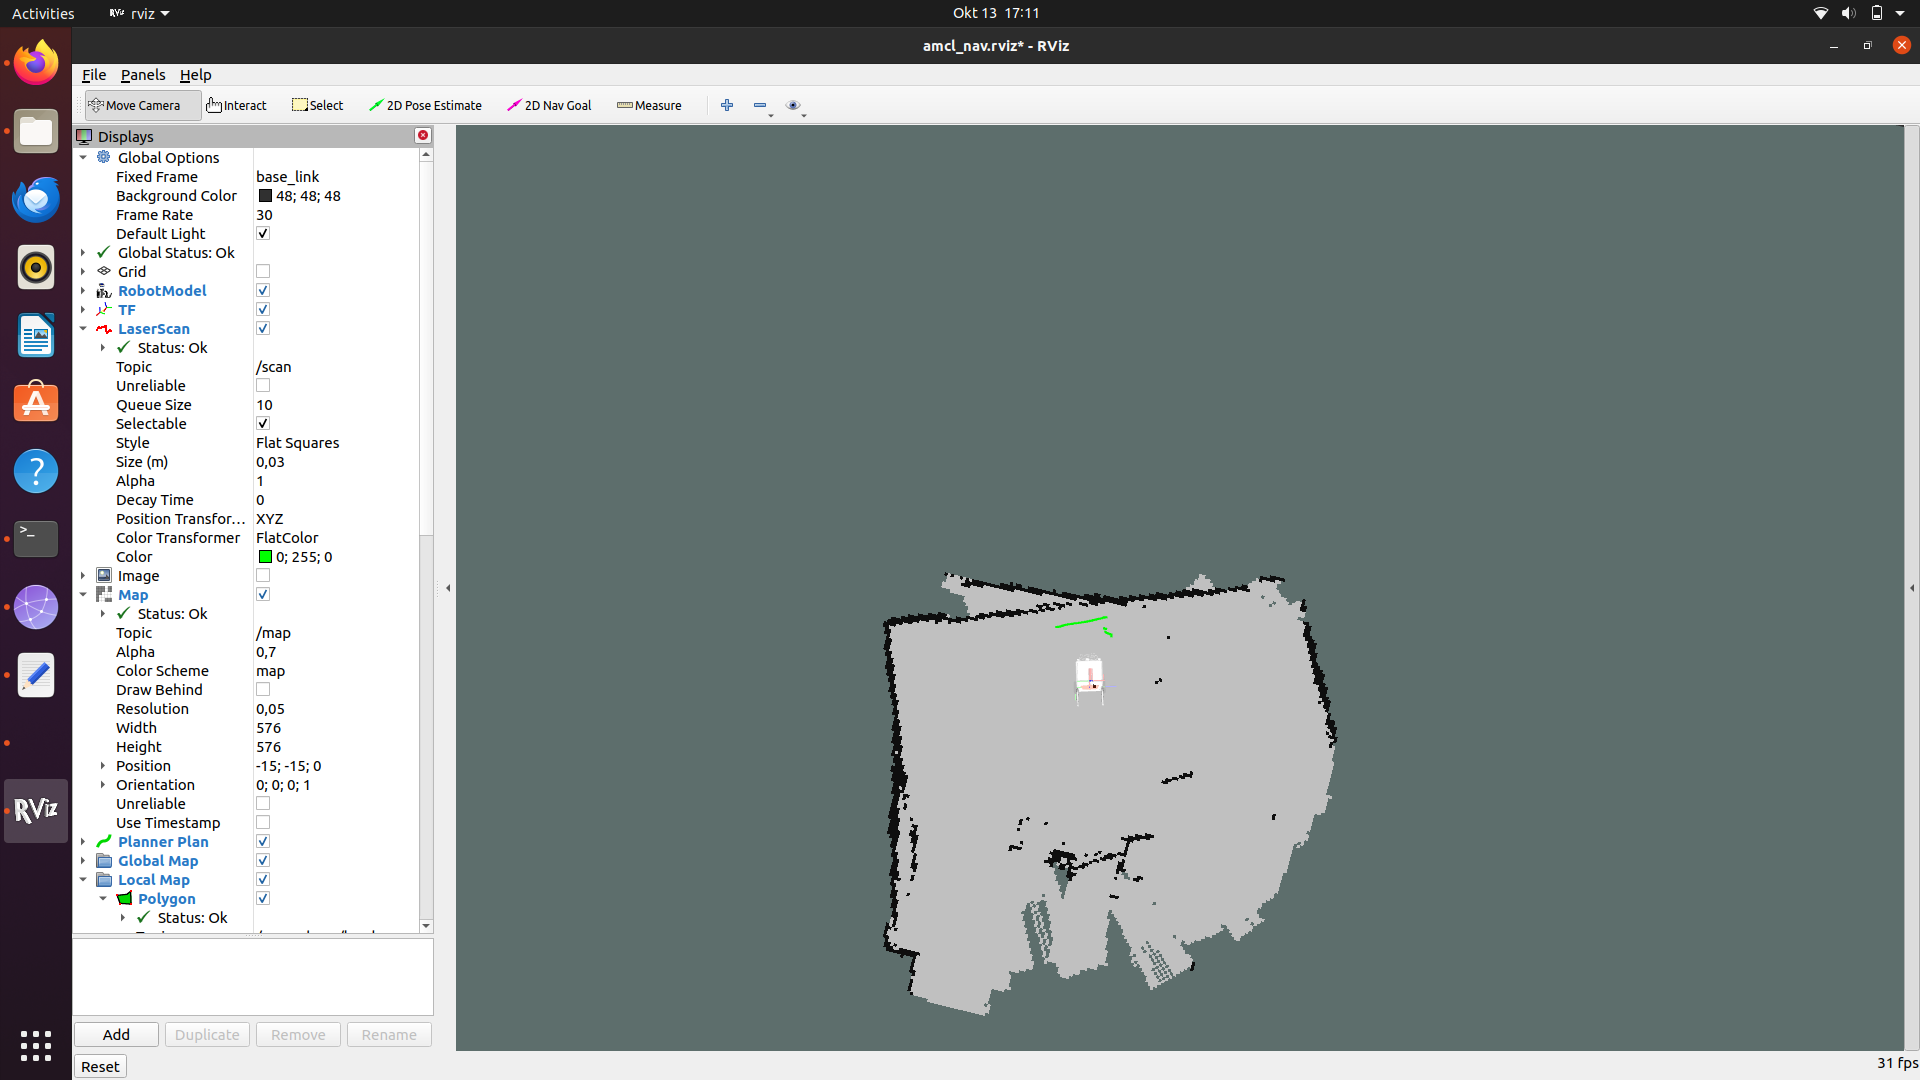 Activities
RViz rviz
Okt 13 17:11
amcl_nav.rviz* - RViz
File Panels Help
Move Camera Interact Select 2D Pose Estimate 2D Nav Goal Measure
Displays
Global Options
Fixed Frame base_link
Background Color 48; 48; 48
Frame Rate 30
Default Light
Global Status: Ok
Grid
RobotModel
TF
LaserScan
Status: Ok
Topic /scan
Unreliable
Queue Size 10
Selectable
Style Flat Squares
Size (m) 0,03
Alpha 1
Decay Time 0
Position Transfor... XYZ
Color Transformer FlatColor
Color 0; 255; 0
Image
Map
Status: Ok
Topic /map
Alpha 0,7
Color Scheme map
Draw Behind
Resolution 0,05
Width 576
Height 576
Position -15; -15; 0
Orientation 0; 0; 0; 1
Unreliable
Use Timestamp
Planner Plan
Global Map
Local Map
Polygon
Status: Ok
Add Duplicate Remove Rename
Reset
31 fps
RViz